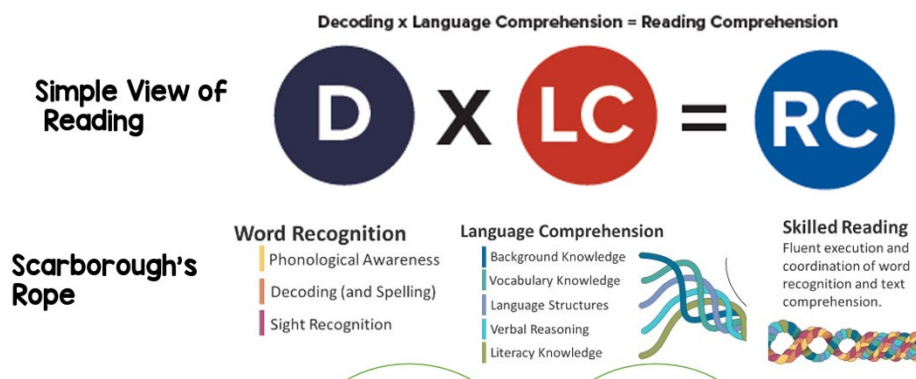 Decoding x Language Comprehension = Reading Comprehension
Simple View of
Reading
D X LC = RC
Scarborough's
Rope
Word Recognition
Phonological Awareness
Decoding (and Spelling)
Sight Recognition
Language Comprehension
Background Knowledge
Vocabulary Knowledge
Language Structures
Verbal Reasoning
Literacy Knowledge
Skilled Reading
Fluent execution and
coordination of word
recognition and text
comprehension.